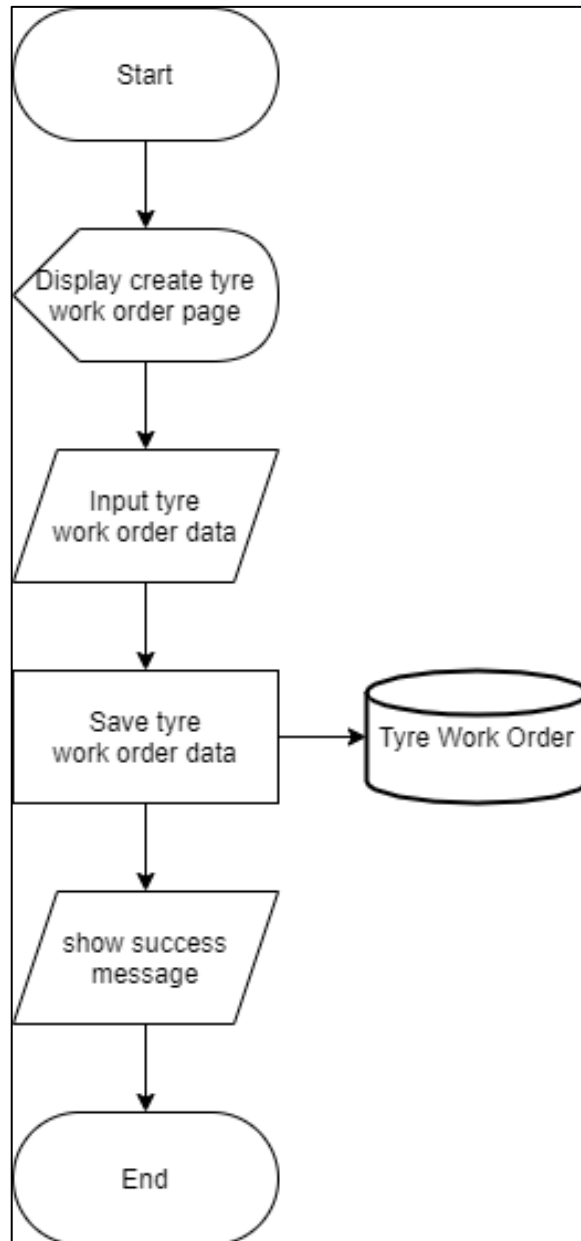 Start
Display create tyre
work order page
Input tyre
work order data
Save tyre
work order data
Tyre Work Order
show success
message
End